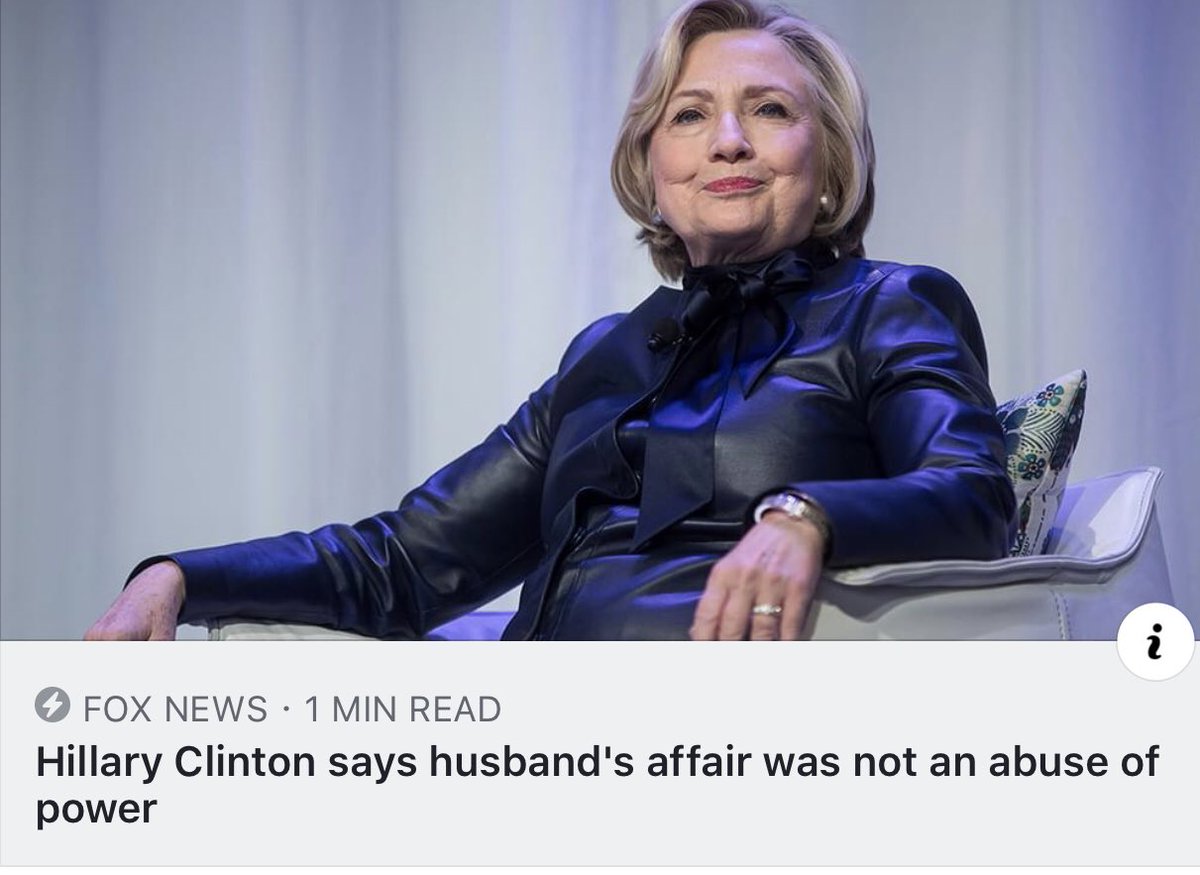 FOX NEWS · 1 MIN READ
Hillary Clinton says husband's affair was not an abuse of
power